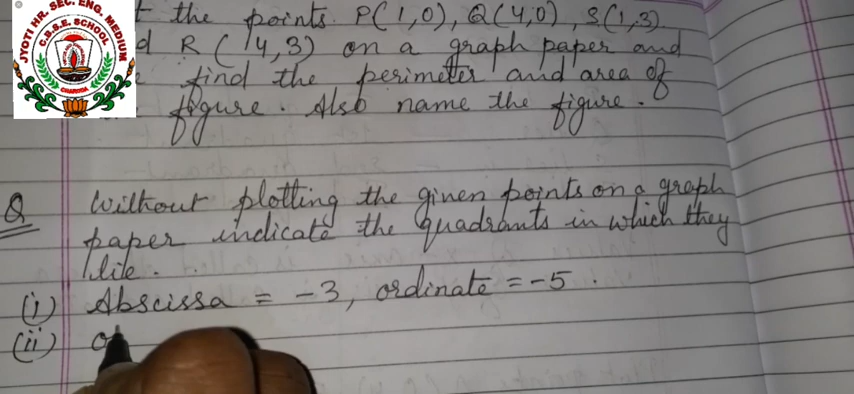 JYOTI HR. SEC. ENG. MEDIUM
C.B.S.E. SCHOOL
the points P(1,0), Q(4,0), S(1,3)
R(4,3) on a graph paper and
find the perimeter and area of
figure. Also name the figure.
Q Without plotting the given points on a graph
paper indicate the quadrants in which they
lie.
(i) Abscissa = -3, ordinate = -5.
(ii) o